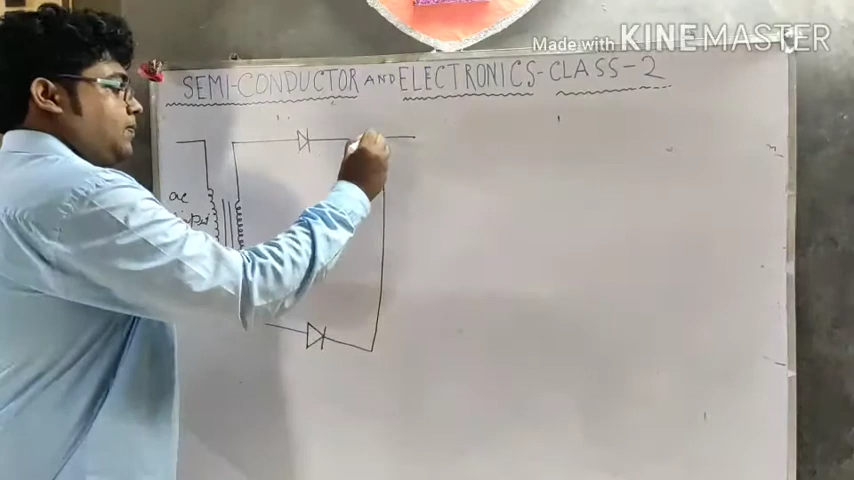 Made with KINEMASTER
SEMI-CONDUCTOR AND ELECTRONICS-CLASS-2
ac